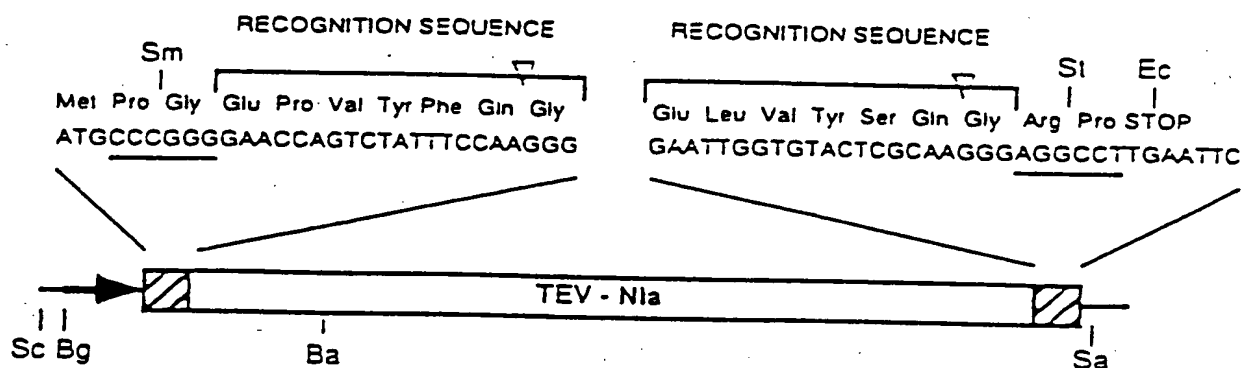 RECOGNITION SEQUENCE RECOGNITION SEQUENCE
Sm St Ec
Met Pro Gly Glu Pro Val Tyr Phe Gln Gly Glu Leu Val Tyr Ser Gln Gly Arg Pro STOP
ATGCCCGGGGAACCAGTCTATTTCCAAGGG GAATTGGTGTACTCGCAAGGGAGGCCTTGAATTC
TEV - NIa
Sc Bg Ba Sa